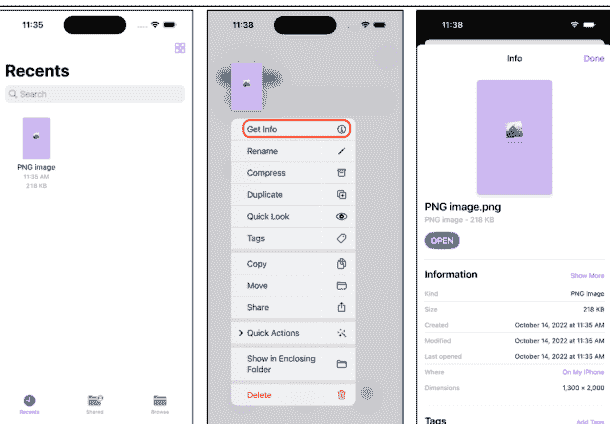 11:35
Recents
Search
PNG image
11:35 AM
218 KB
Recents
Shared
Browse
11:38
Get Info
Rename
Compress
Duplicate
Quick Look
Tags
Copy
Move
Share
Quick Actions
Show in Enclosing
Folder
Delete
11:38
Info Done
PNG image.png
PNG image - 218 KB
OPEN
Information Show More
Kind PNG image
Size 218 KB
Created October 14, 2022 at 11:35 AM
Modified October 14, 2022 at 11:35 AM
Last opened October 14, 2022 at 11:35 AM
Where On My iPhone
Dimensions 1,300 × 2,000
Tags Add Tags